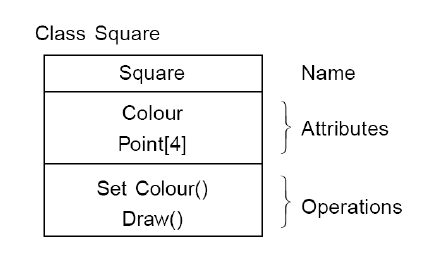 Class Square
Square Name
Colour
Point[4]
Attributes
Set Colour()
Draw()
Operations